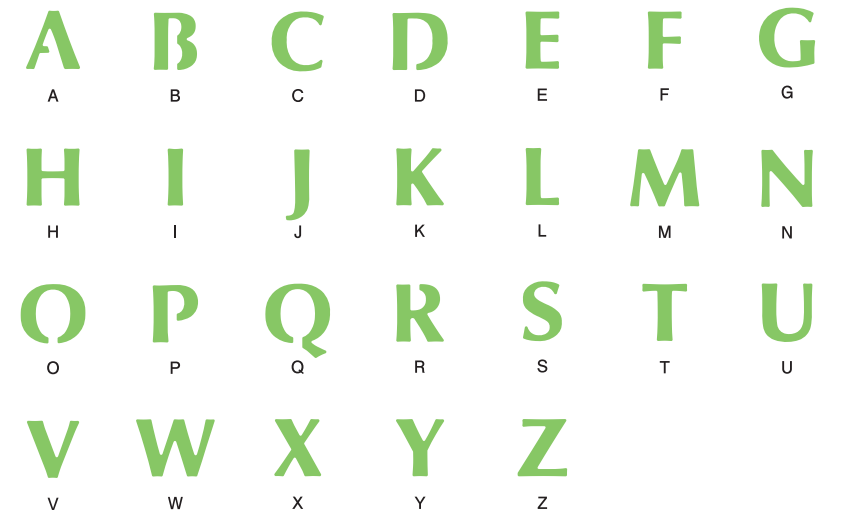 A B C D E F G
A B C D E F G
H I J K L M N
H I J K L M N
O P Q R S T U
O P Q R S T U
V W X Y Z
V W X Y Z